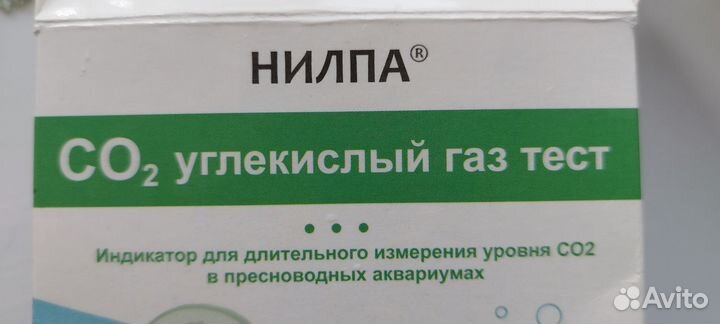 НИЛПА®
CO₂ углекислый газ тест
Индикатор для длительного измерения уровня CO2
в пресноводных аквариумах
Avito